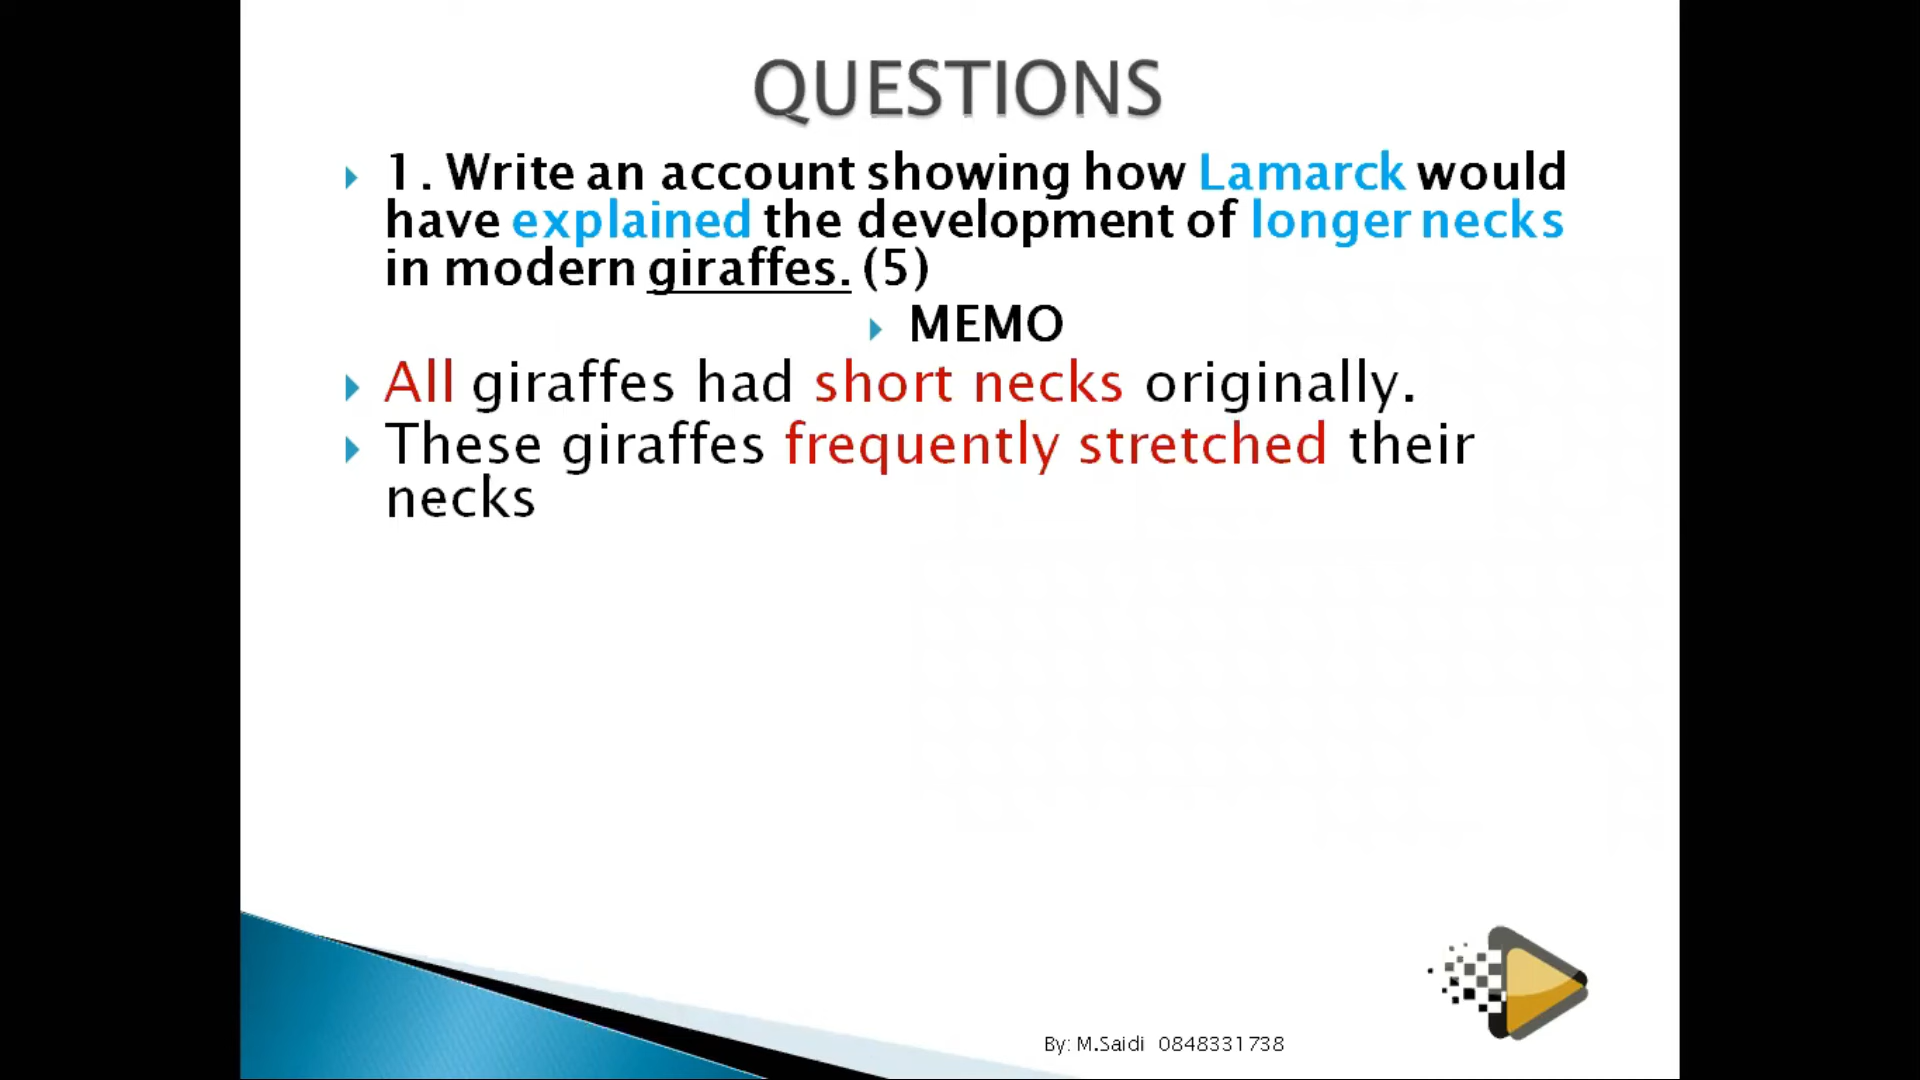 QUESTIONS
1. Write an account showing how Lamarck would
have explained the development of longer necks
in modern giraffes. (5)
MEMO
All giraffes had short necks originally.
These giraffes frequently stretched their
necks
By: M.Saidi 0848331738